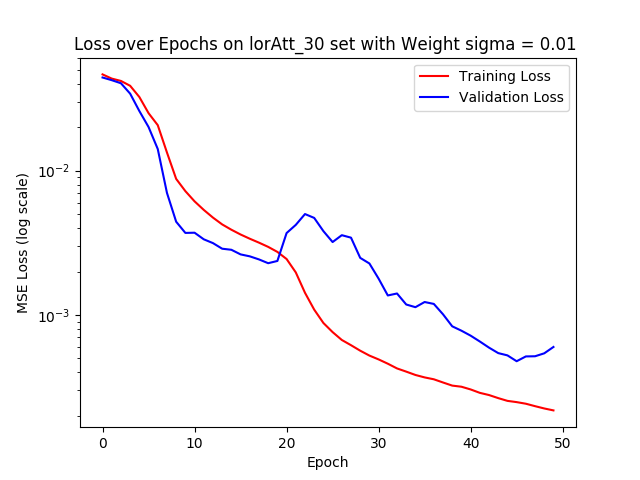 Loss over Epochs on lorAtt_30 set with Weight sigma = 0.01
Training Loss
Validation Loss
MSE Loss (log scale)
10⁻²
10⁻³
0 10 20 30 40 50
Epoch